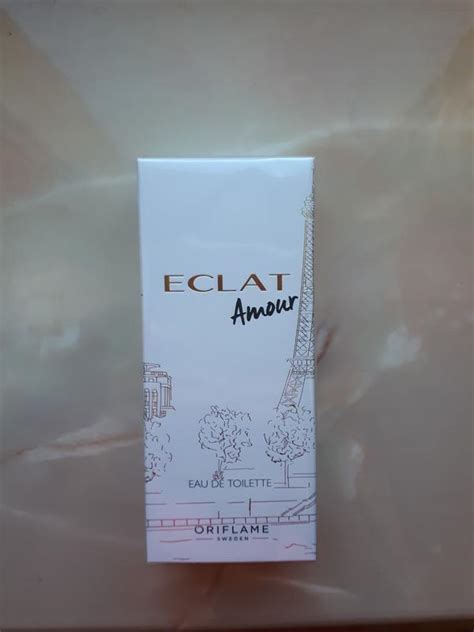 ECLAT
Amour
EAU DE TOILETTE
ORIFLAME
SWEDEN